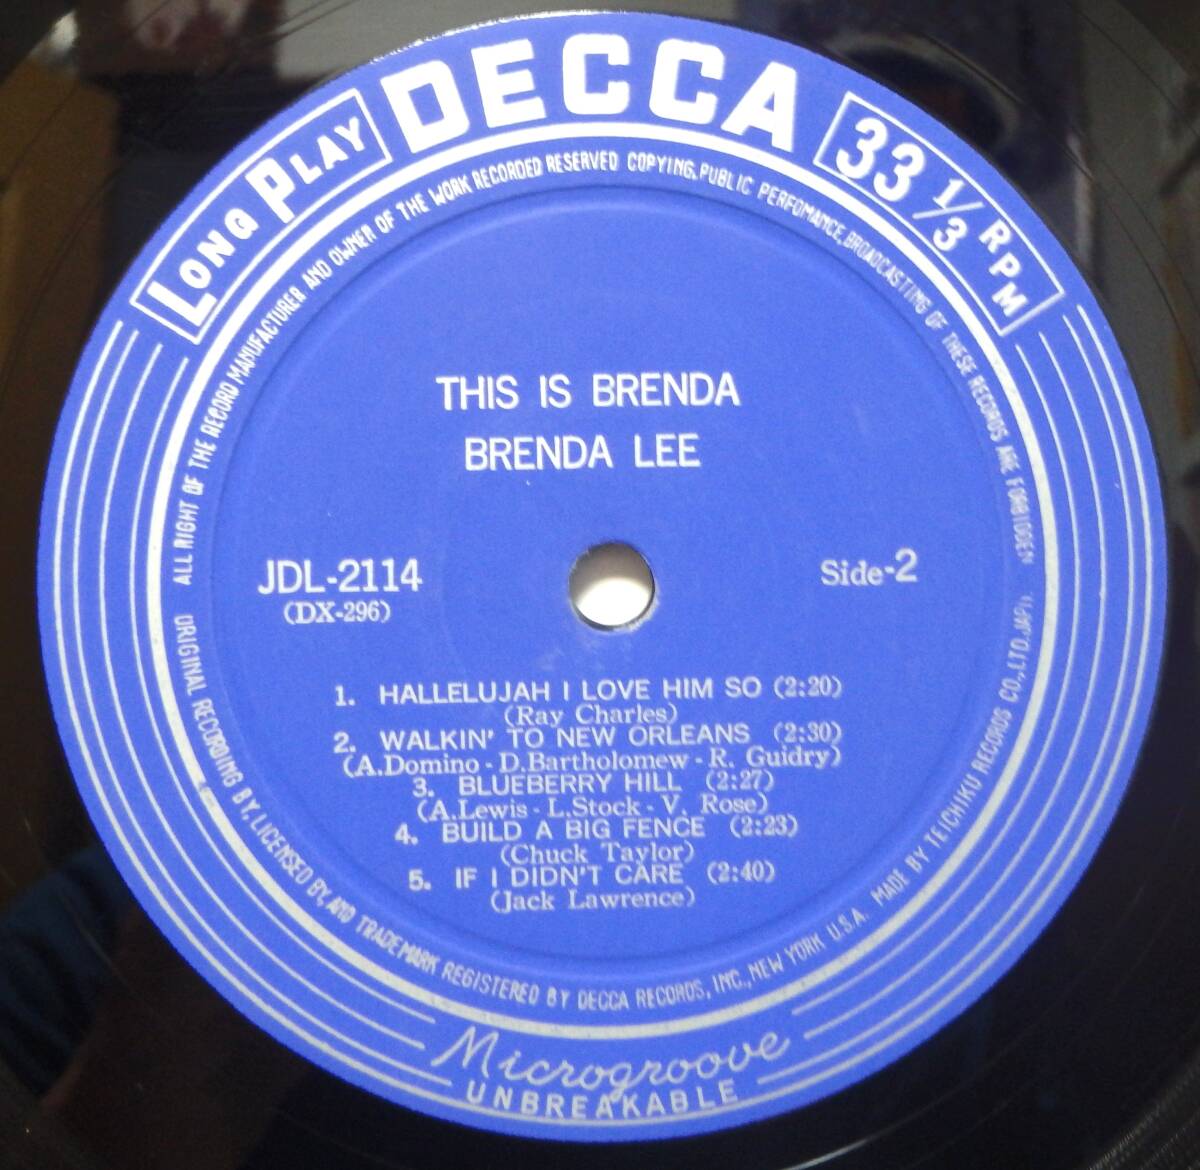 LONG PLAY
DECCA
33 1/3 RPM
ALL RIGHT OF THE RECORD MANUFACTURER AND OWNER OF THE WORK RECORDED RESERVED COPYING, PUBLIC PERFOMANCE, BROADCASTING OF THESE RECORDS ARE FORBIDDEN
THIS IS BRENDA
BRENDA LEE
JDL-2114
(DX-296)
Side-2
1. HALLELUJAH I LOVE HIM SO (2:20)
(Ray Charles)
2. WALKIN' TO NEW ORLEANS (2:30)
(A.Domino - D.Bartholomew - R. Guidry)
3. BLUEBERRY HILL (2:27)
(A.Lewis - L.Stock - V. Rose)
4. BUILD A BIG FENCE (2:23)
(Chuck Taylor)
5. IF I DIDN'T CARE (2:40)
(Jack Lawrence)
ORIGINAL RECORDING BY, LICENSED BY, AND TRADEMARK REGISTERED BY DECCA RECORDS, INC., NEW YORK U.S.A. MADE BY TEICHIKU RECORDS CO., LTD. JAPAN.
Microgroove
UNBREAKABLE